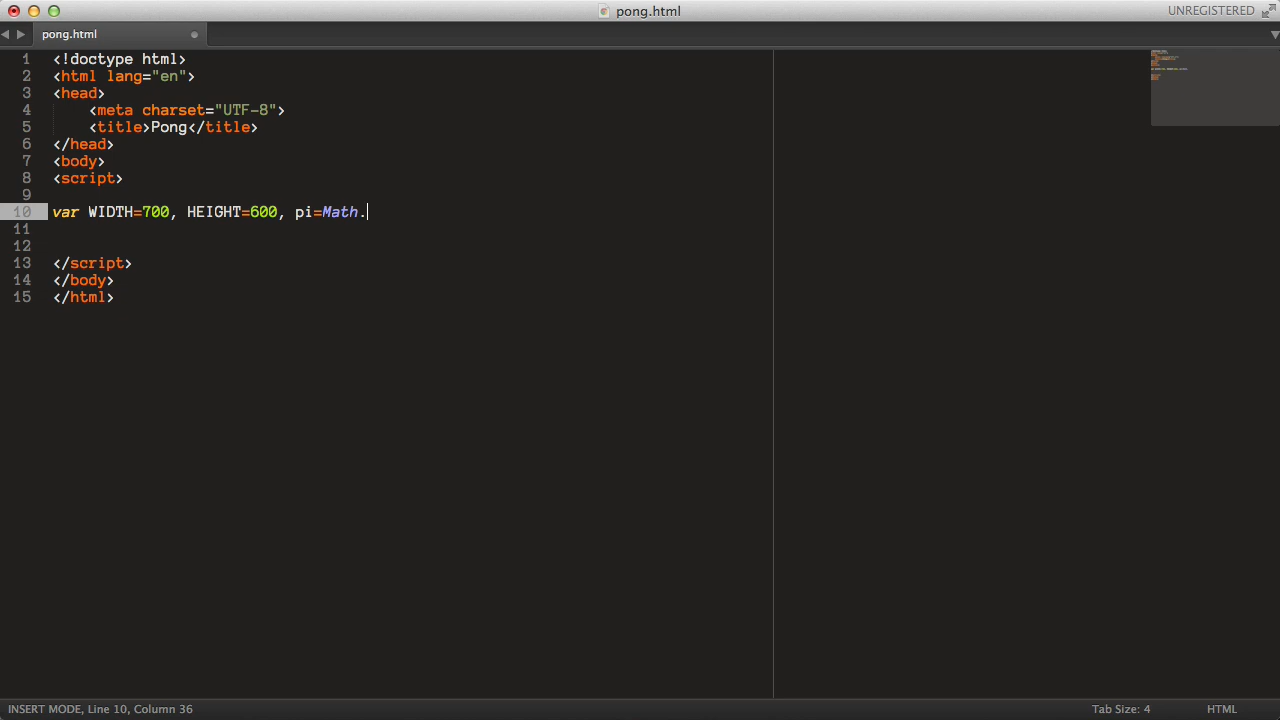 pong.html
UNREGISTERED
pong.html
1 <!doctype html>
2 <html lang="en">
3 <head>
4     <meta charset="UTF-8">
5     <title>Pong</title>
6 </head>
7 <body>
8 <script>
9
10 var WIDTH=700, HEIGHT=600, pi=Math.
11
12
13 </script>
14 </body>
15 </html>
INSERT MODE, Line 10, Column 36
Tab Size: 4
HTML